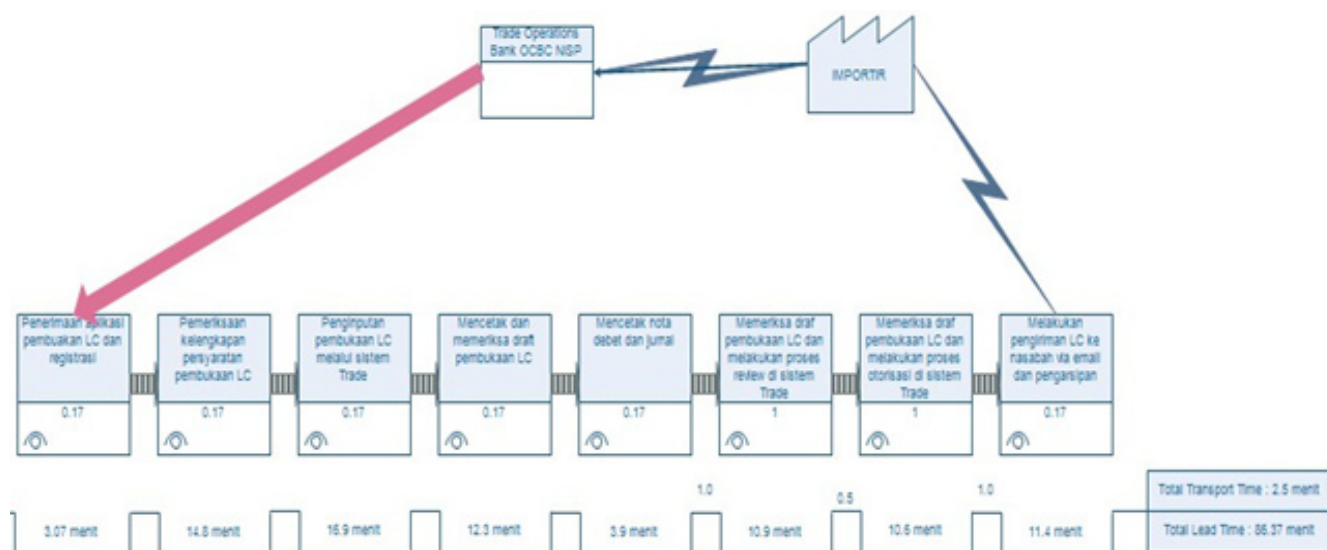 Trade Operations
Bank OCBC NISP
IMPORTIR
Penerimaan aplikasi
pembuakan LC dan
registrasi
0.17
Pemeriksaan
kelengkapan
persyaratan
pembukaan LC
0.17
Penginputan
pembukaan LC
melalui sistem
Trade
0.17
Mencetak dan
memeriksa draft
pembukaan LC
0.17
Mencetak nota
debet dan jurnal
0.17
Memeriksa draf
pembukaan LC dan
melakukan proses
review di sistem
Trade
1
Memeriksa draf
pembukaan LC dan
melakukan proses
otorisasi di sistem
Trade
1
Melakukan
pengiriman LC ke
nasabah via email
dan pengarsipan
0.17
1.0
0.5
1.0
Total Transport Time : 2.5 menit
3.07 menit
14.8 menit
16.9 menit
12.3 menit
3.9 menit
10.9 menit
10.6 menit
11.4 menit
Total Lead Time : 86.37 menit